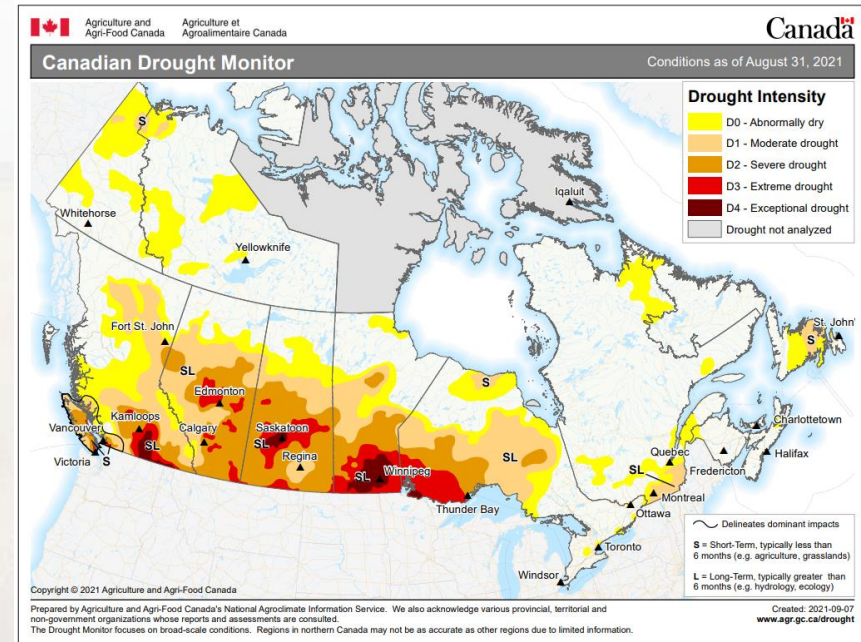 Agriculture and Agri-Food Canada
Agriculture et Agroalimentaire Canada
Canada
Canadian Drought Monitor
Conditions as of August 31, 2021
Drought Intensity
D0 - Abnormally dry
D1 - Moderate drought
D2 - Severe drought
D3 - Extreme drought
D4 - Exceptional drought
Drought not analyzed
S
Iqaluit
Whitehorse
Yellowknife
Fort St. John
St. John'
S
SL
S
Edmonton
Kamloops
Vancouver
Calgary
Saskatoon
SL
SL
Regina
Charlottetown
Victoria
S
SL
Winnipeg
SL
Quebec
Halifax
SL
Fredericton
Thunder Bay
Montreal
Ottawa
Toronto
Windsor
Delineates dominant impacts
S = Short-Term, typically less than
6 months (e.g. agriculture, grasslands)
L = Long-Term, typically greater than
6 months (e.g. hydrology, ecology)
Copyright © 2021 Agriculture and Agri-Food Canada
Prepared by Agriculture and Agri-Food Canada's National Agroclimate Information Service. We also acknowledge various provincial, territorial and
non-government organizations whose reports and assessments are consulted.
The Drought Monitor focuses on broad-scale conditions. Regions in northern Canada may not be as accurate as other regions due to limited information.
Created: 2021-09-07
www.agr.gc.ca/drought